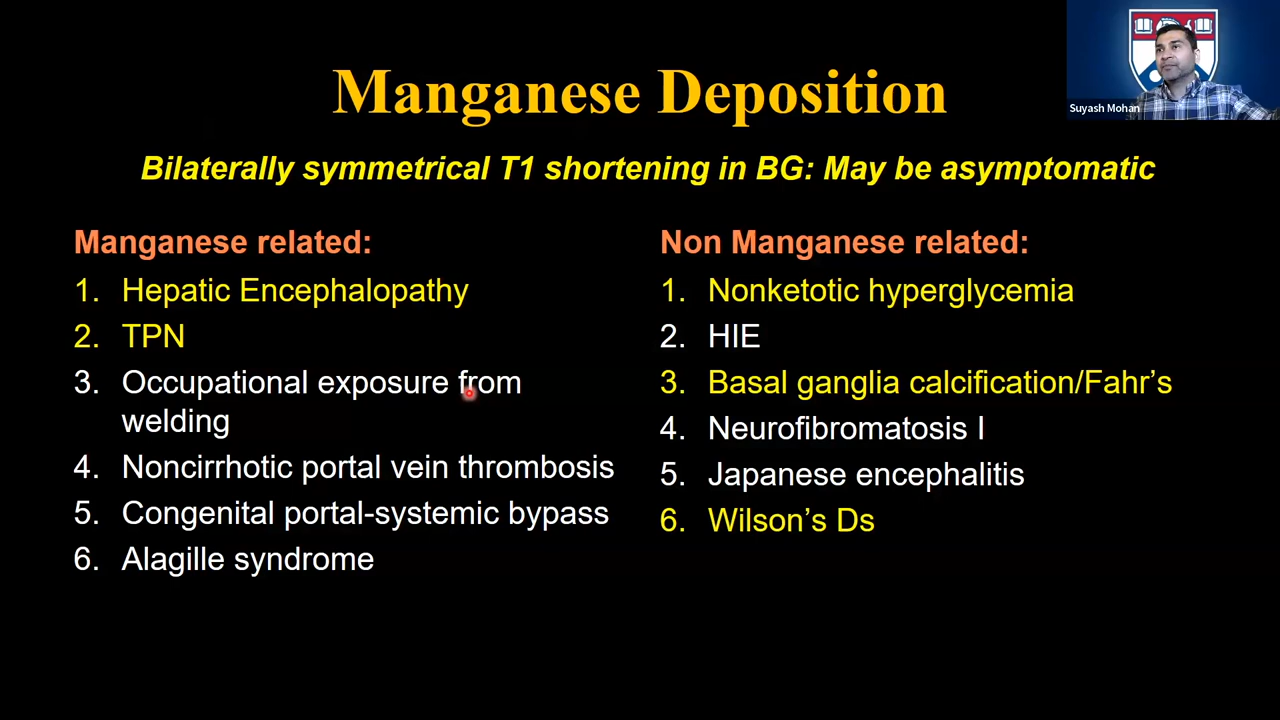 Manganese Deposition
Suyash Mohan
Bilaterally symmetrical T1 shortening in BG: May be asymptomatic
Manganese related:
1. Hepatic Encephalopathy
2. TPN
3. Occupational exposure from
welding
4. Noncirrhotic portal vein thrombosis
5. Congenital portal-systemic bypass
6. Alagille syndrome
Non Manganese related:
1. Nonketotic hyperglycemia
2. HIE
3. Basal ganglia calcification/Fahr's
4. Neurofibromatosis I
5. Japanese encephalitis
6. Wilson's Ds